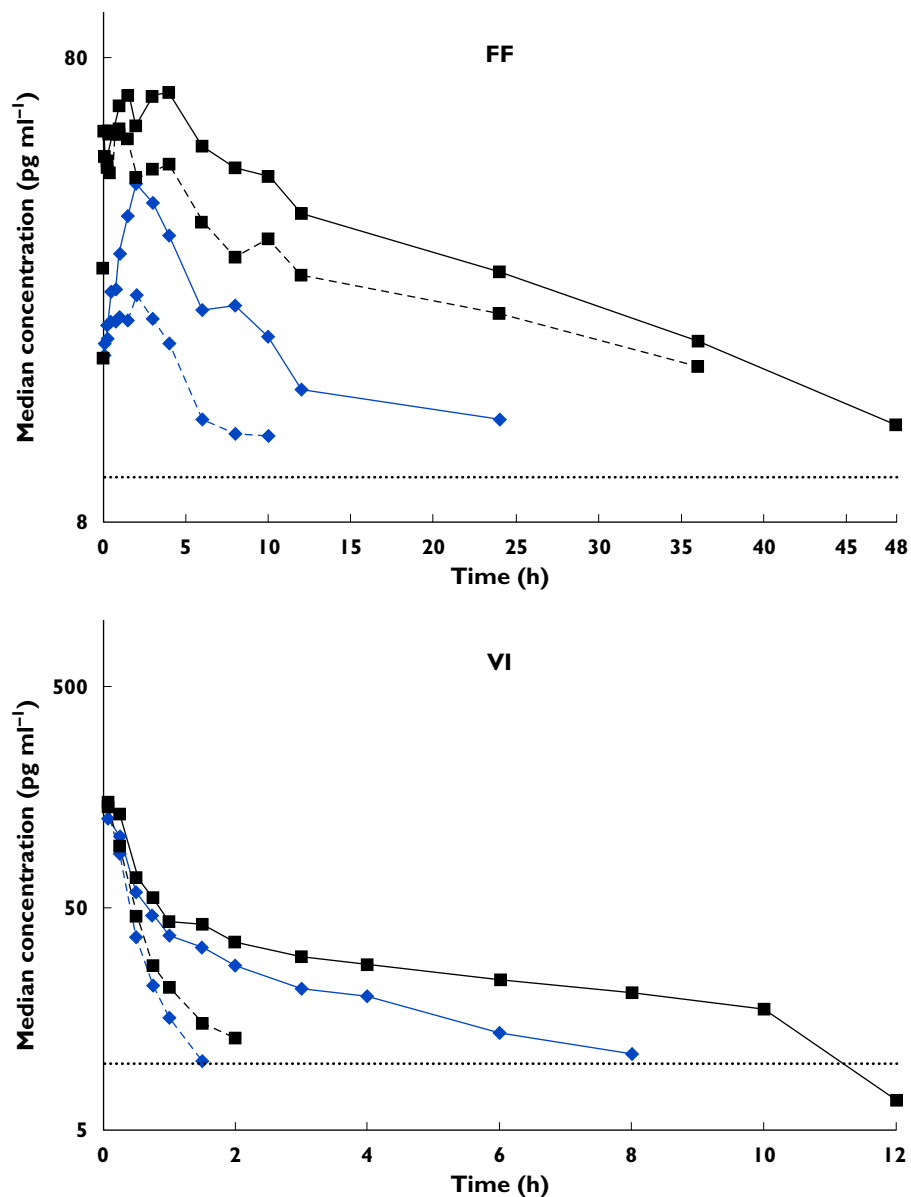 FF
80
Median concentration (pg ml⁻¹)
8
0 5 10 15 20 25 30 35 40 45 48
Time (h)
VI
500
Median concentration (pg ml⁻¹)
50
5
0 2 4 6 8 10 12
Time (h)